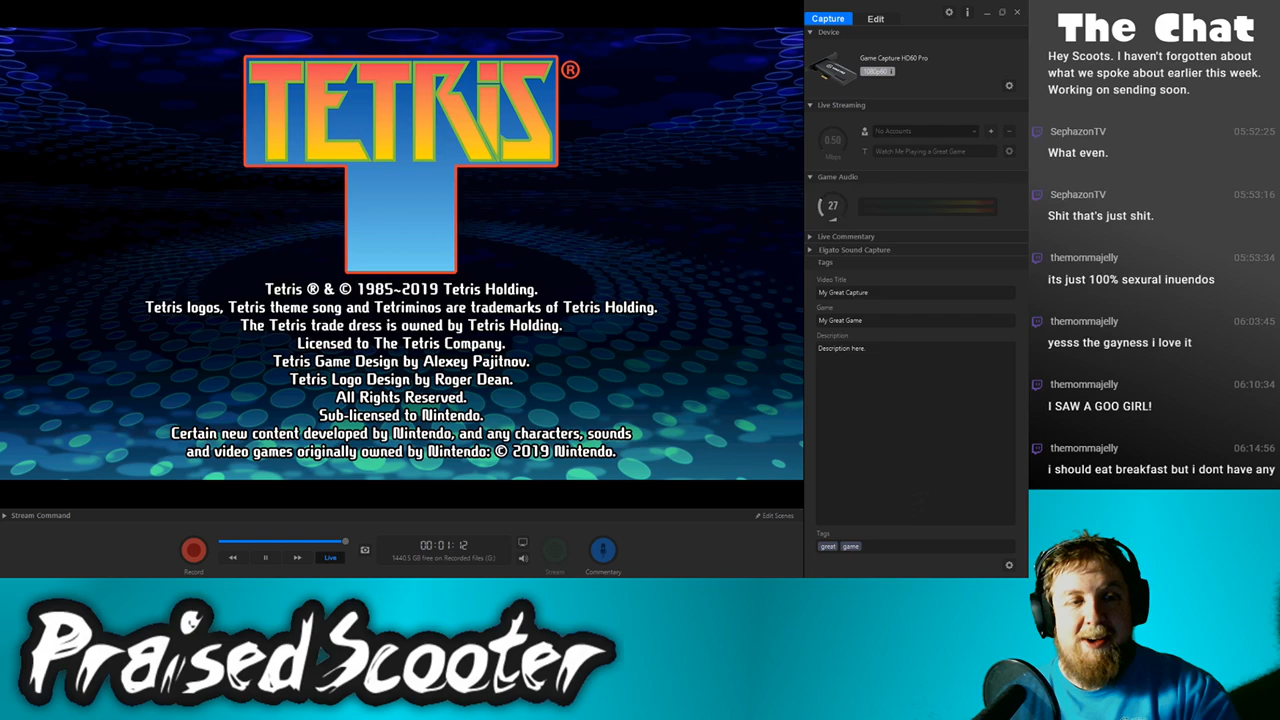 TETRIS®
Tetris ® & © 1985~2019 Tetris Holding.
Tetris logos, Tetris theme song and Tetriminos are trademarks of Tetris Holding.
The Tetris trade dress is owned by Tetris Holding.
Licensed to The Tetris Company.
Tetris Game Design by Alexey Pajitnov.
Tetris Logo Design by Roger Dean.
All Rights Reserved.
Sub-licensed to Nintendo.
Certain new content developed by Nintendo, and any characters, sounds
and video games originally owned by Nintendo: © 2019 Nintendo.
Stream Command
Edit Scenes
Live
00:01:12
1440.5 GB free on Recorded files (G:)
Record
Stream
Commentary
Capture
Edit
Device
Game Capture HD60 Pro
1080p60
Live Streaming
0.50
Mbps
No Accounts
Watch Me Playing a Great Game
Game Audio
27
Live Commentary
Elgato Sound Capture
Tags
Video Title
My Great Capture
Game
My Great Game
Description
Description here.
Tags
great game
The Chat
Hey Scoots. I haven't forgotten about
what we spoke about earlier this week.
Working on sending soon.
SephazonTV 05:52:25
What even.
SephazonTV 05:53:16
Shit that's just shit.
themommajelly 05:53:34
its just 100% sexural inuendos
themommajelly 06:03:45
yesss the gayness i love it
themommajelly 06:10:34
I SAW A GOO GIRL!
themommajelly 06:14:56
i should eat breakfast but i dont have any
PraisedScooter